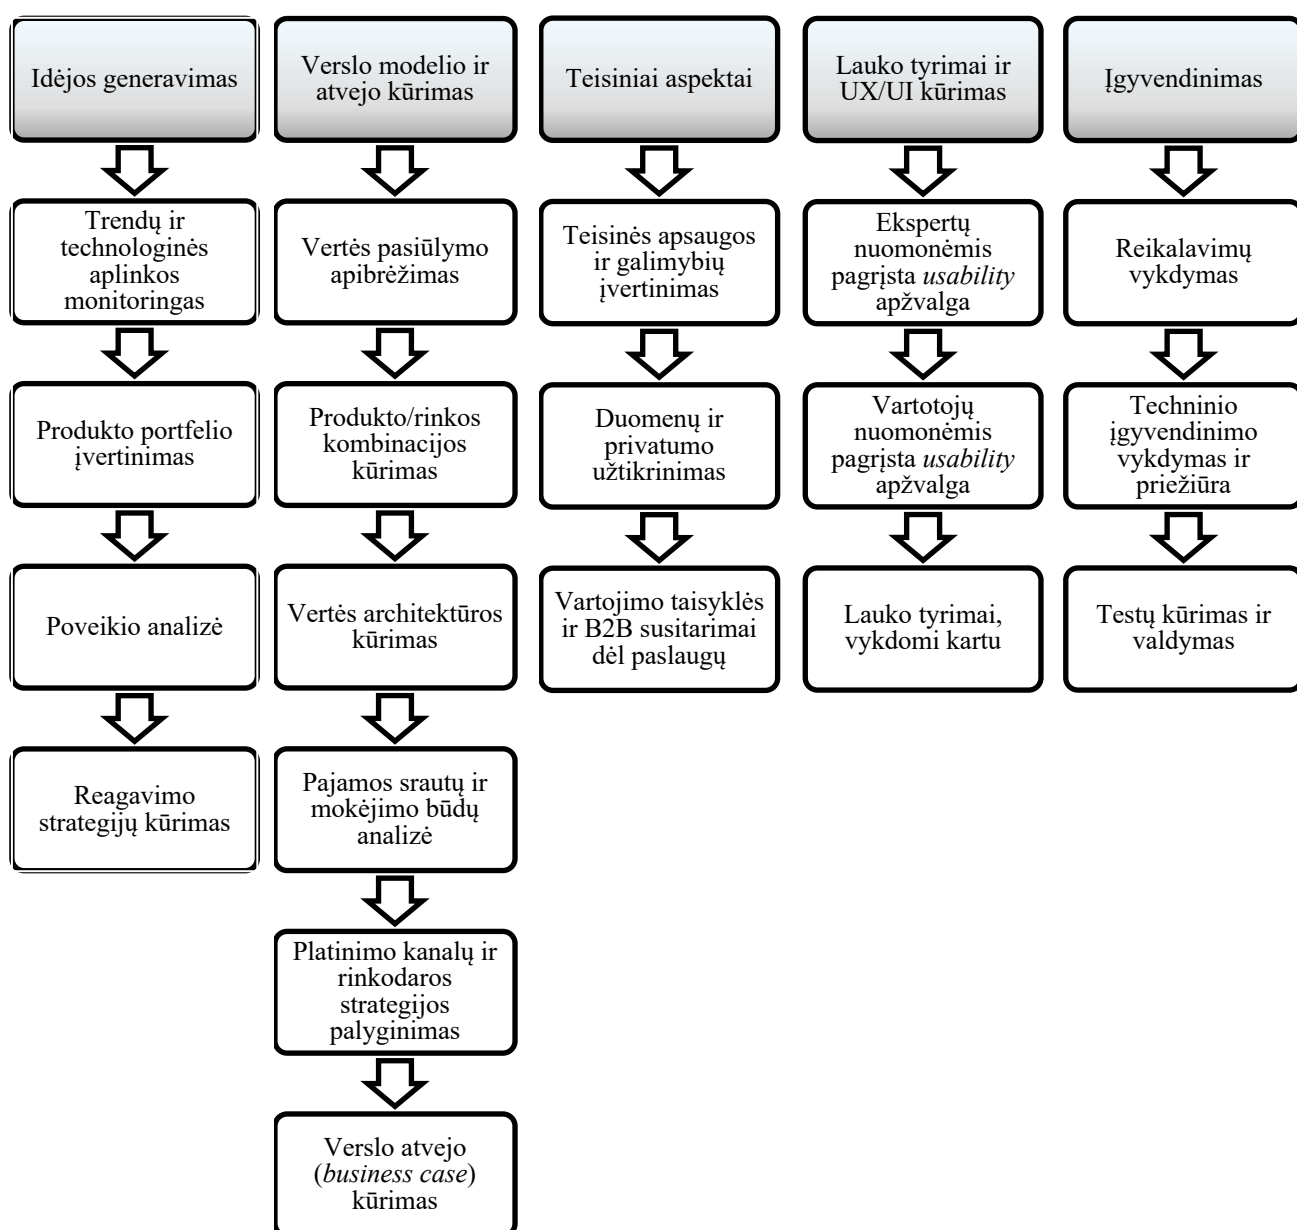 Idėjos generavimas
Trendų ir
technologinės
aplinkos
monitoringas
Produkto portfelio
įvertinimas
Poveikio analizė
Reagavimo
strategijų kūrimas
Verslo modelio ir
atvejo kūrimas
Vertės pasiūlymo
apibrėžimas
Produkto/rinkos
kombinacijos
kūrimas
Vertės architektūros
kūrimas
Pajamos srautų ir
mokėjimo būdų
analizė
Platinimo kanalų ir
rinkodaros
strategijos
palyginimas
Verslo atvejo
(business case)
kūrimas
Teisiniai aspektai
Teisinės apsaugos
ir galimybių
įvertinimas
Duomenų ir
privatumo
užtikrinimas
Vartojimo taisyklės
ir B2B susitarimai
dėl paslaugų
Lauko tyrimai ir
UX/UI kūrimas
Ekspertų
nuomonėmis
pagrįsta usability
apžvalga
Vartotojų
nuomonėmis
pagrįsta usability
apžvalga
Lauko tyrimai,
vykdomi kartu
Įgyvendinimas
Reikalavimų
vykdymas
Techninio
įgyvendinimo
vykdymas ir
priežiūra
Testų kūrimas ir
valdymas